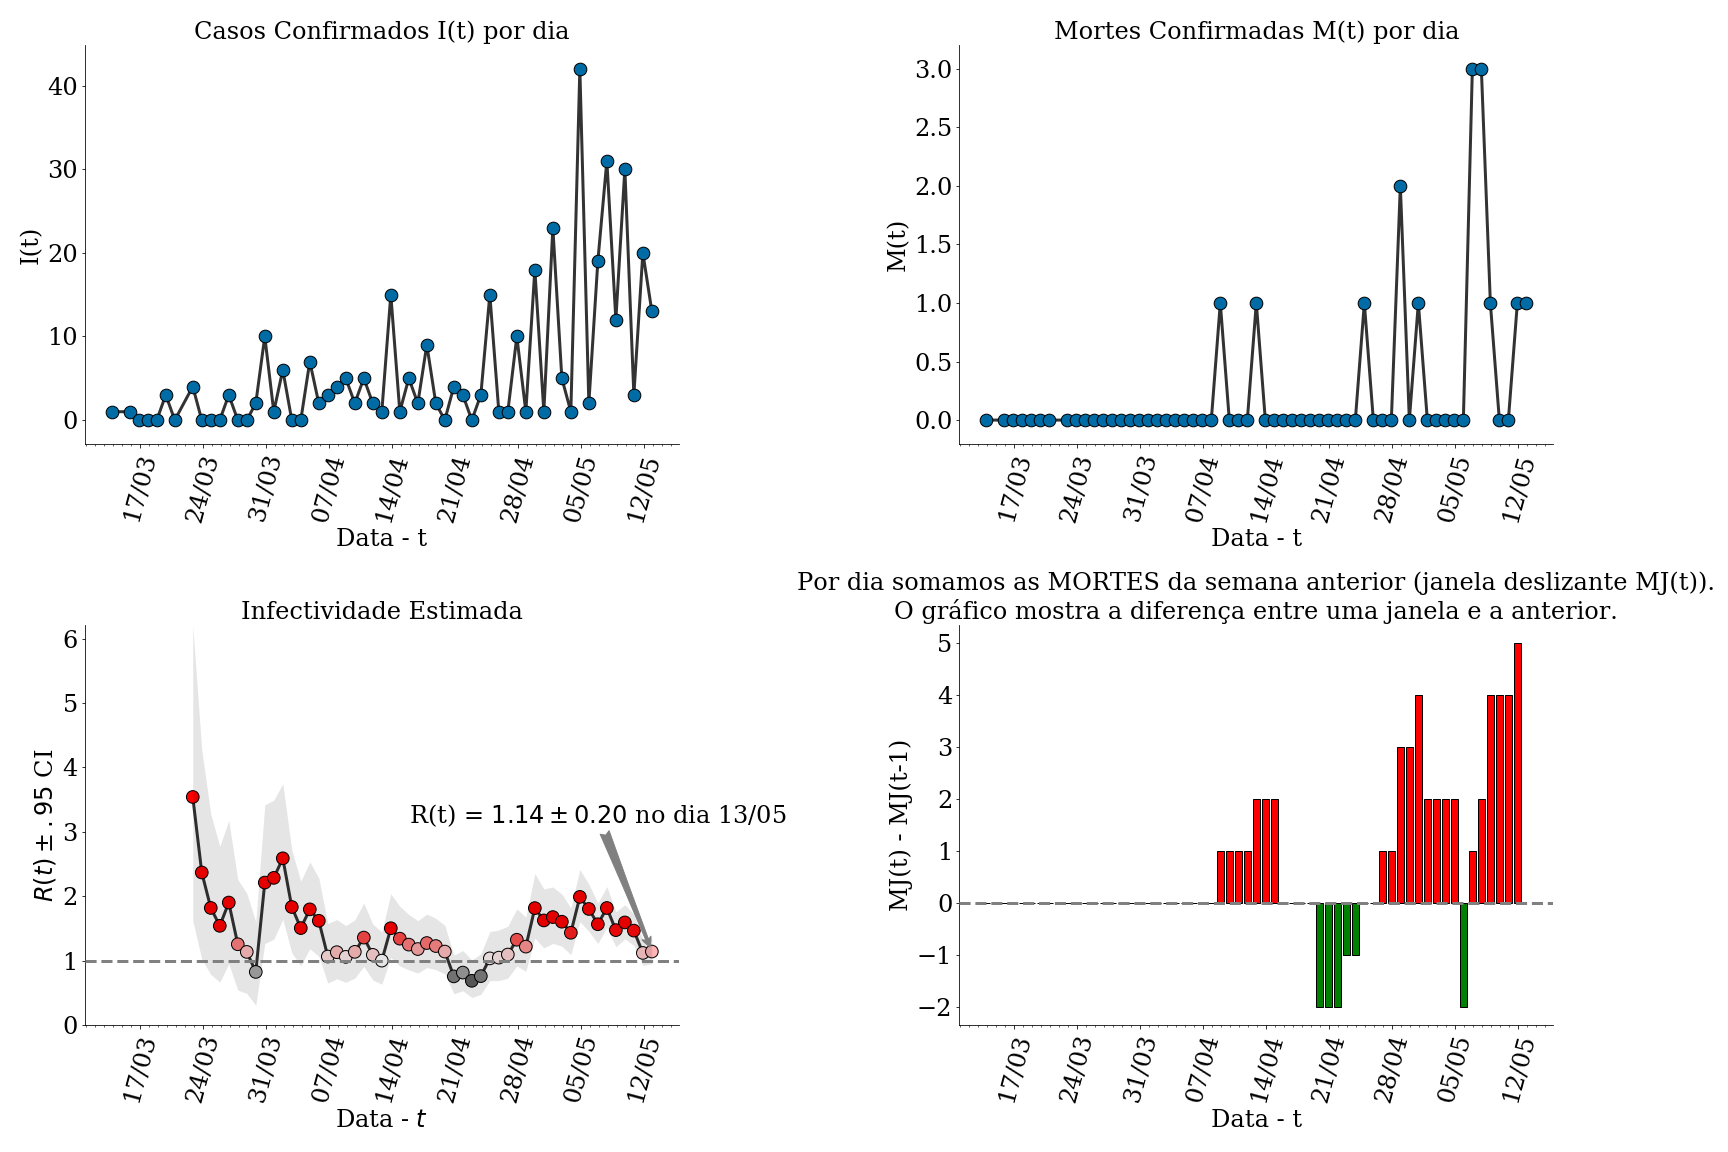 Casos Confirmados I(t) por dia
I(t)
40
30
20
10
0
17/03 24/03 31/03 07/04 14/04 21/04 28/04 05/05 12/05
Data - t
Mortes Confirmadas M(t) por dia
M(t)
3.0
2.5
2.0
1.5
1.0
0.5
0.0
17/03 24/03 31/03 07/04 14/04 21/04 28/04 05/05 12/05
Data - t
Infectividade Estimada
R(t) ± .95 CI
6
5
4
3
2
1
0
R(t) = 1.14 ± 0.20 no dia 13/05
17/03 24/03 31/03 07/04 14/04 21/04 28/04 05/05 12/05
Data - t
Por dia somamos as MORTES da semana anterior (janela deslizante MJ(t)).
O gráfico mostra a diferença entre uma janela e a anterior.
MJ(t) - MJ(t-1)
5
4
3
2
1
0
−1
−2
17/03 24/03 31/03 07/04 14/04 21/04 28/04 05/05 12/05
Data - t